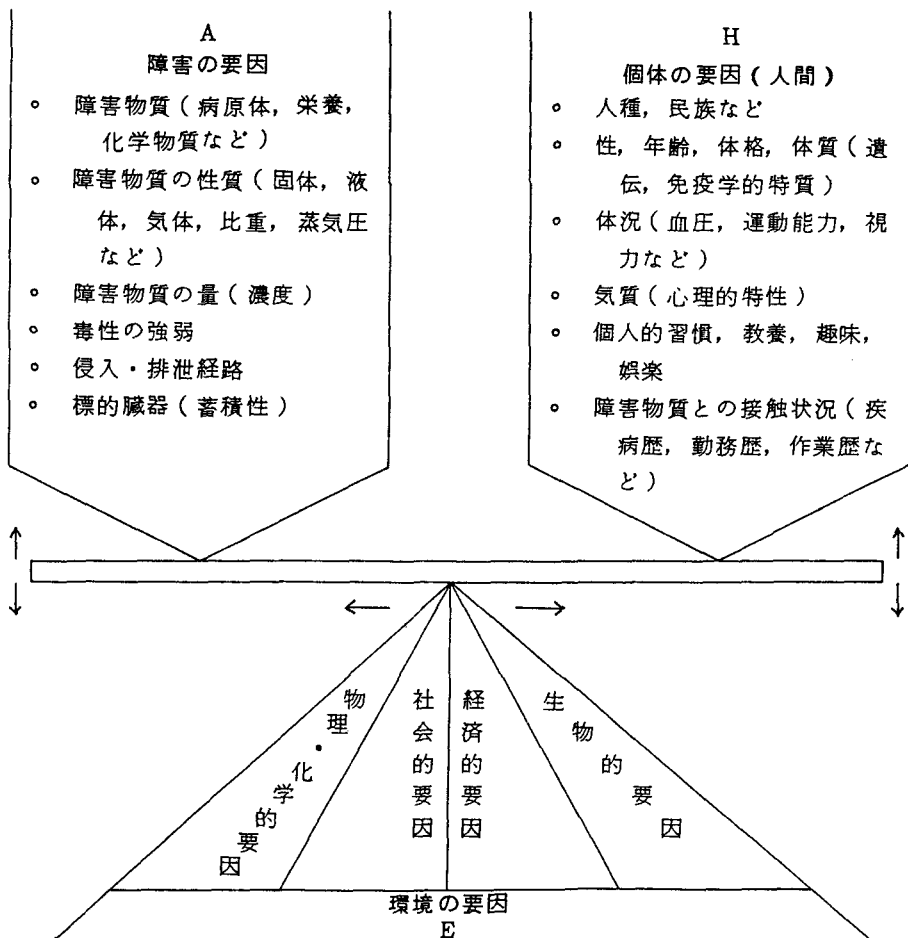 A
障害の要因
◦ 障害物質(病原体,栄養,
化学物質など)
◦ 障害物質の性質(固体,液
体,気体,比重,蒸気圧
など)
◦ 障害物質の量(濃度)
◦ 毒性の強弱
◦ 侵入・排泄経路
◦ 標的臓器(蓄積性)
H
個体の要因(人間)
◦ 人種,民族など
◦ 性,年齢,体格,体質(遺
伝,免疫学的特質)
◦ 体況(血圧,運動能力,視
力など)
◦ 気質(心理的特性)
◦ 個人的習慣,教養,趣味,
娯楽
◦ 障害物質との接触状況(疾
病歴,勤務歴,作業歴な
ど)
物理・化学的要因
社会的要因
経済的要因
生物的要因
環境の要因
E